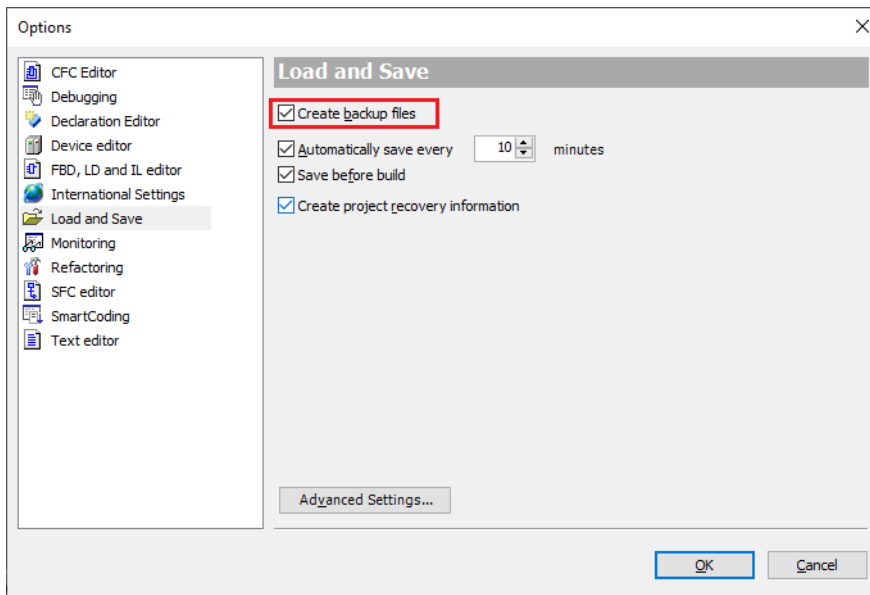 Options
CFC Editor
Debugging
Declaration Editor
Device editor
FBD, LD and IL editor
International Settings
Load and Save
Monitoring
Refactoring
SFC editor
SmartCoding
Text editor
Load and Save
Create backup files
Automatically save every 10 minutes
Save before build
Create project recovery information
Advanced Settings...
OK Cancel